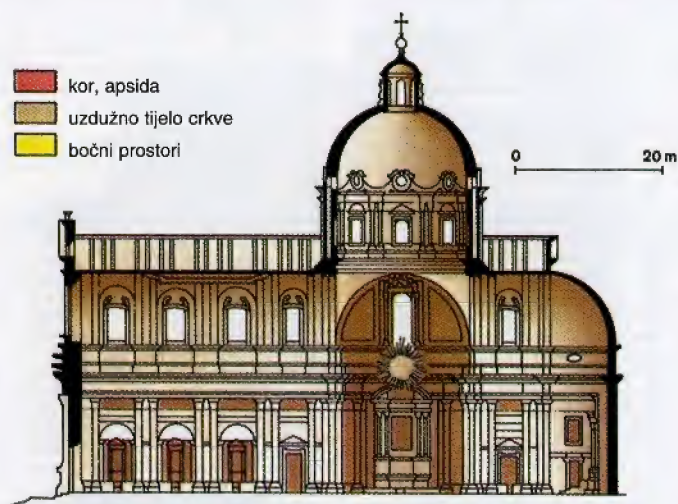 kor, apsida
uzdužno tijelo crkve
bočni prostori
0 20 m